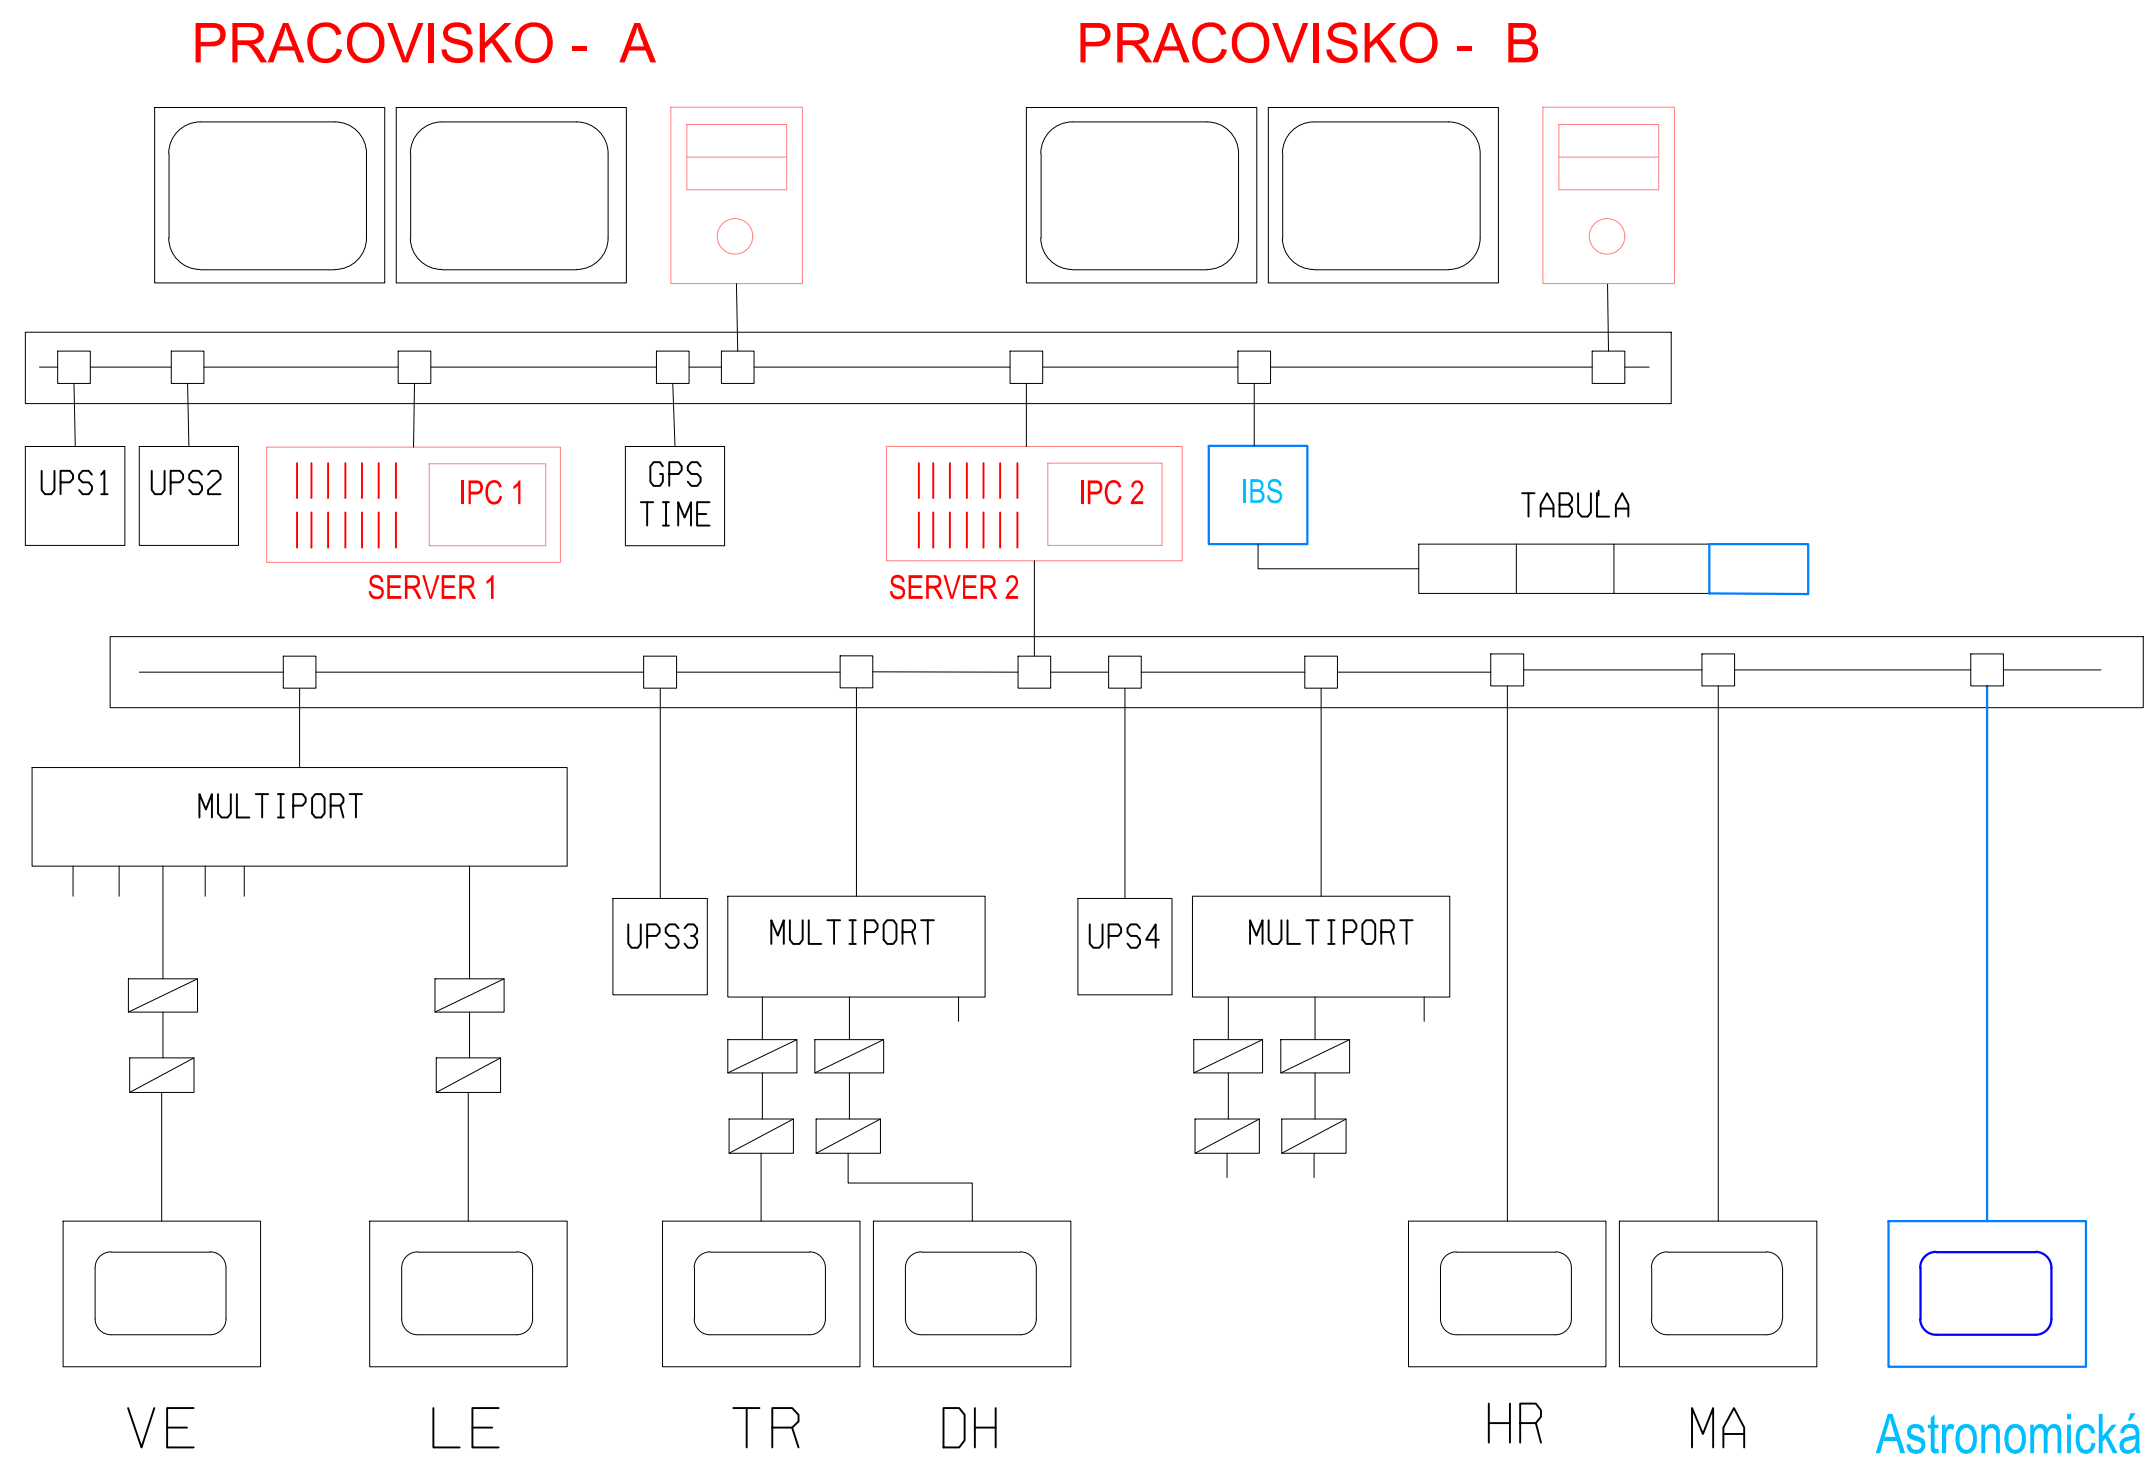 PRACOVISKO - A
PRACOVISKO - B
UPS1
UPS2
IPC 1
GPS
TIME
IPC 2
IBS
TABUĹA
SERVER 1
SERVER 2
MULTIPORT
UPS3
MULTIPORT
UPS4
MULTIPORT
VE
LE
TR
DH
HR
MA
Astronomická